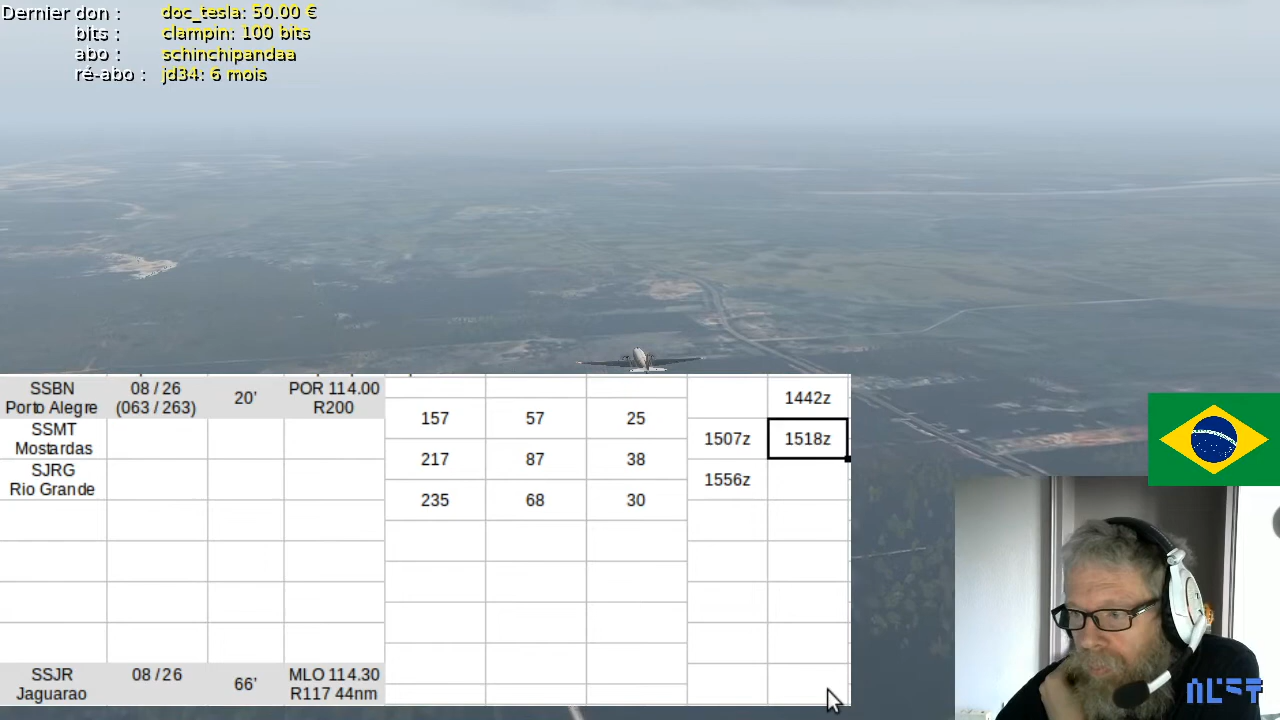 Dernier don : doc_tesla: 50.00 €
bits : clampin: 100 bits
abo : schinchipandaa
ré-abo : jd34: 6 mois
SSBN
Porto Alegre
08 / 26
(063 / 263)
20'
POR 114.00
R200
1442z
157 57 25
SSMT
Mostardas
1507z 1518z
217 87 38
SJRG
Rio Grande
1556z
235 68 30
SSJR
Jaguarao
08 / 26
66'
MLO 114.30
R117 44nm